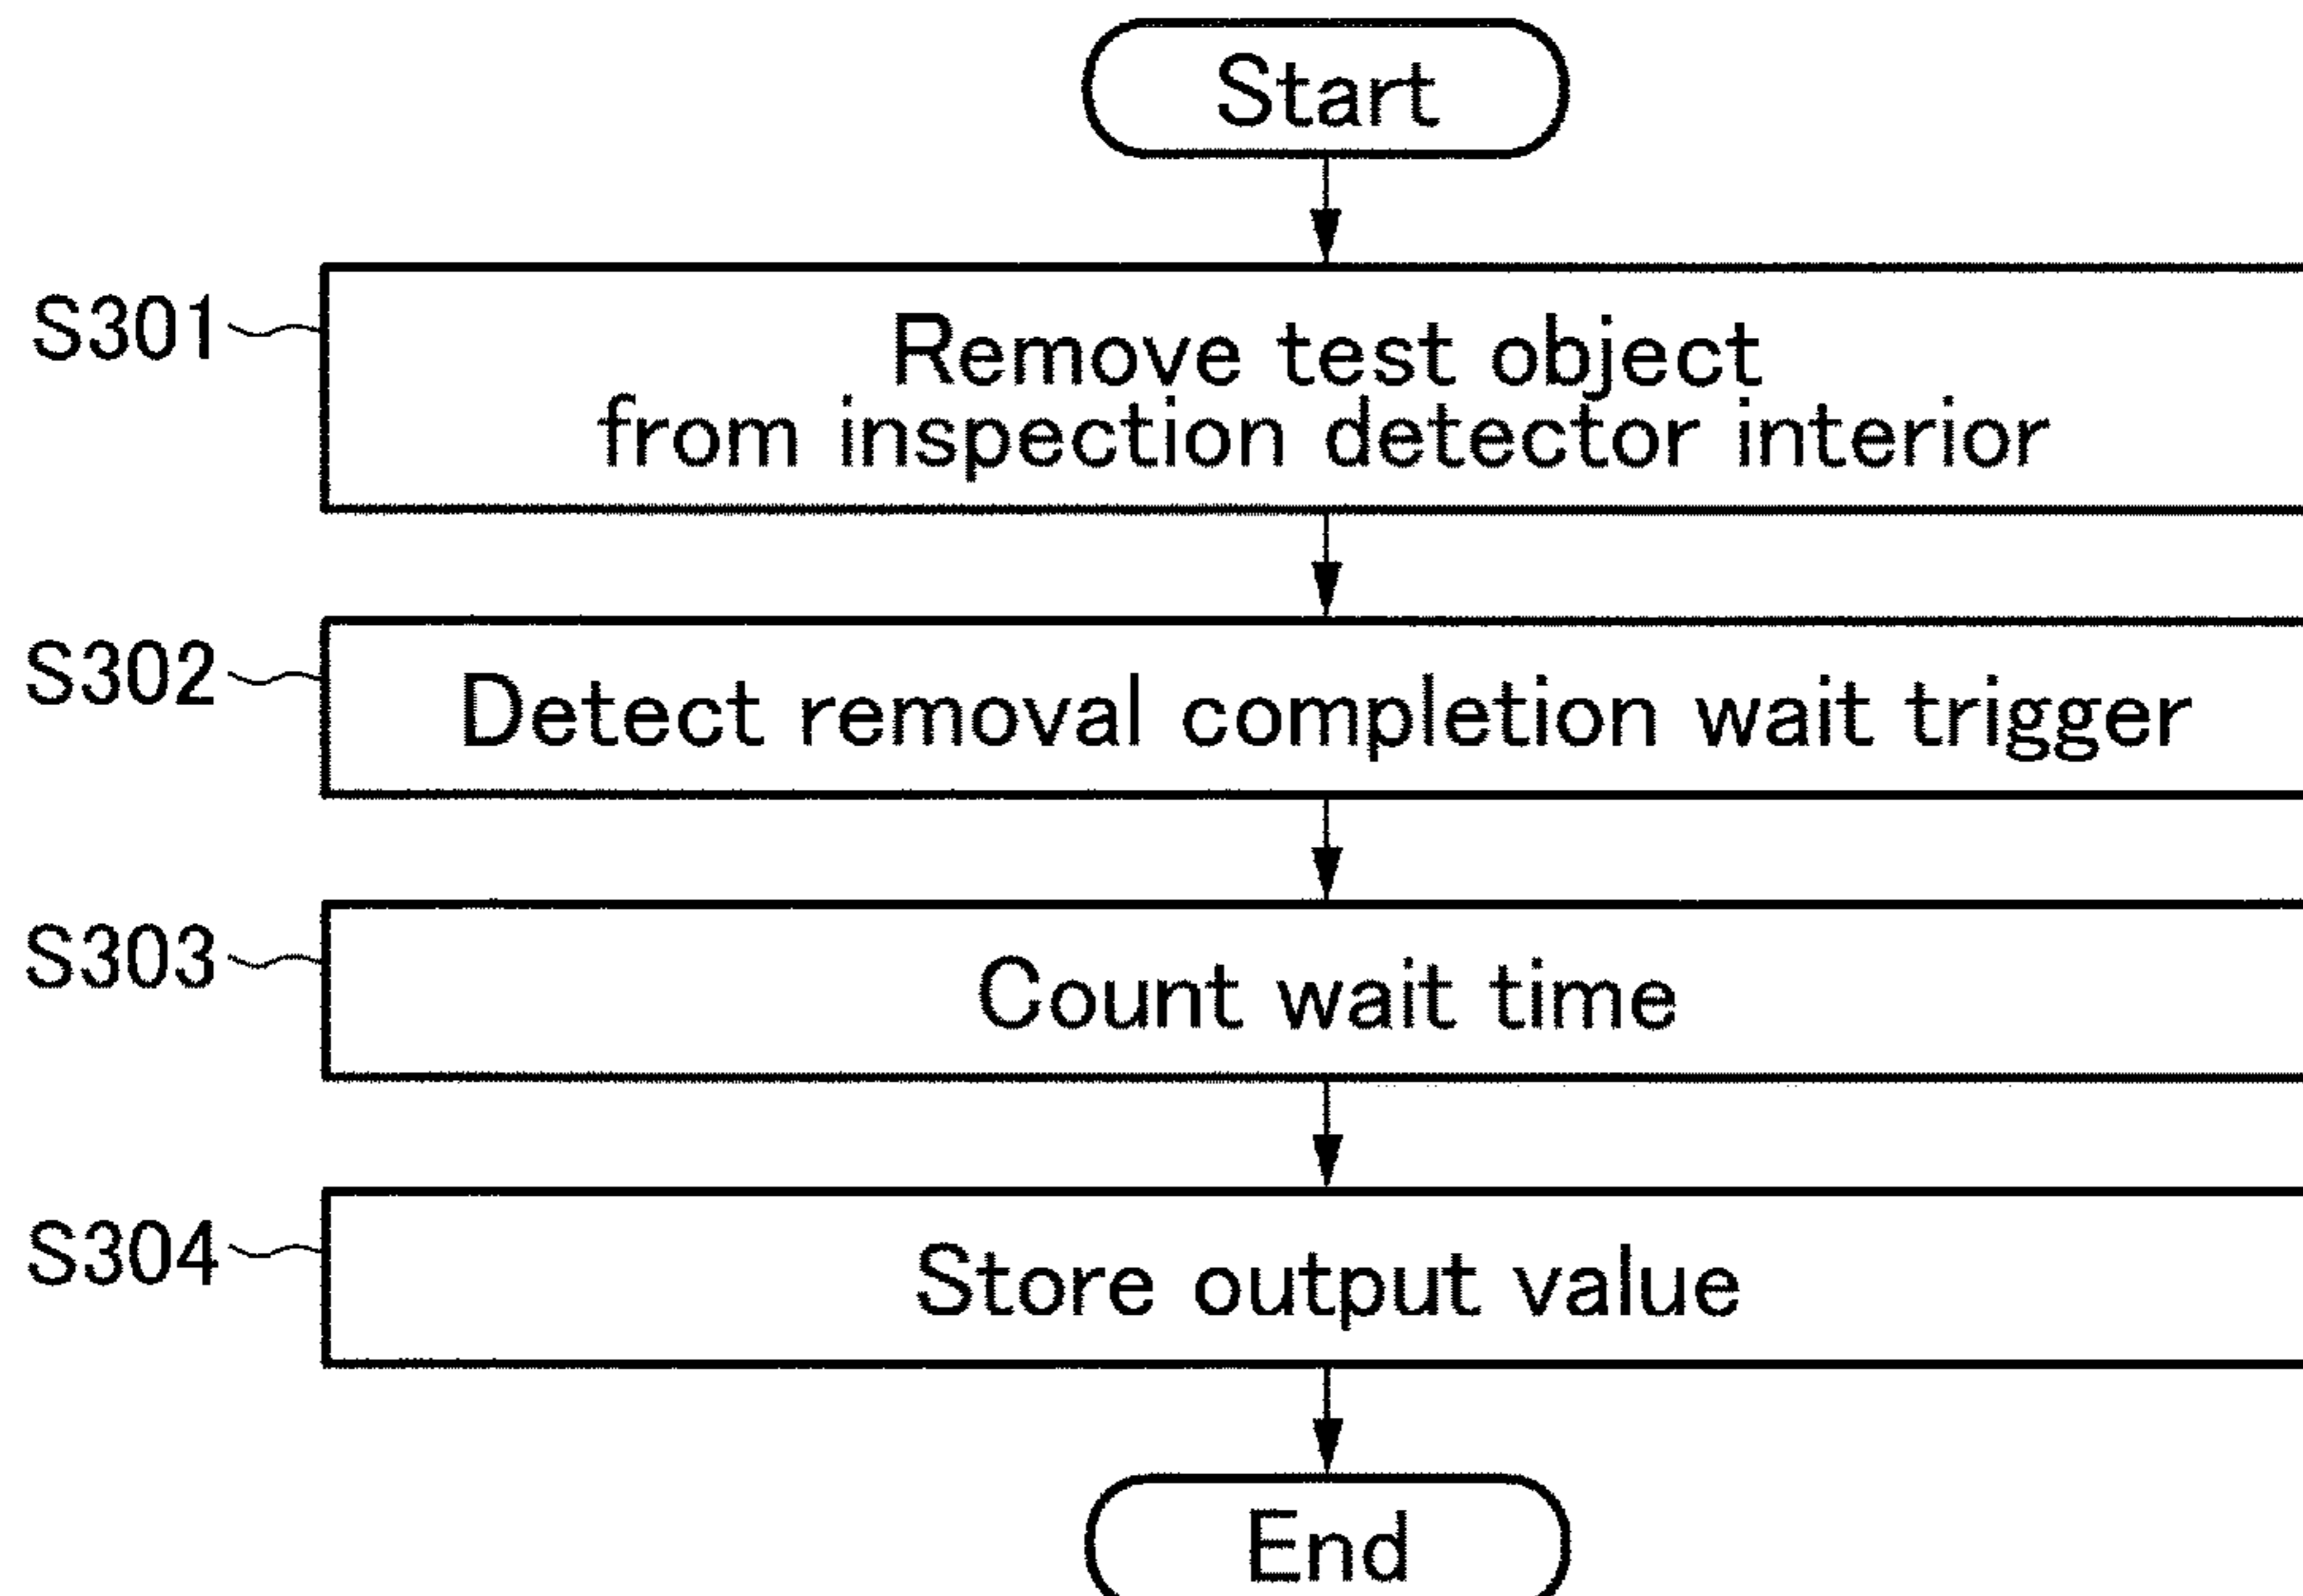 Start
S301
Remove test object
from inspection detector interior
S302
Detect removal completion wait trigger
S303
Count wait time
S304
Store output value
End